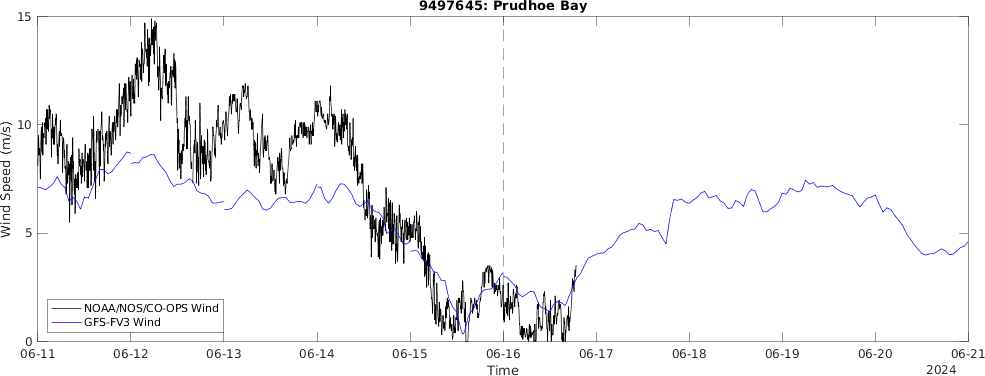 9497645: Prudhoe Bay
15
10
5
0
Wind Speed (m/s)
NOAA/NOS/CO-OPS Wind
GFS-FV3 Wind
06-11 06-12 06-13 06-14 06-15 06-16 06-17 06-18 06-19 06-20 06-21
Time
2024